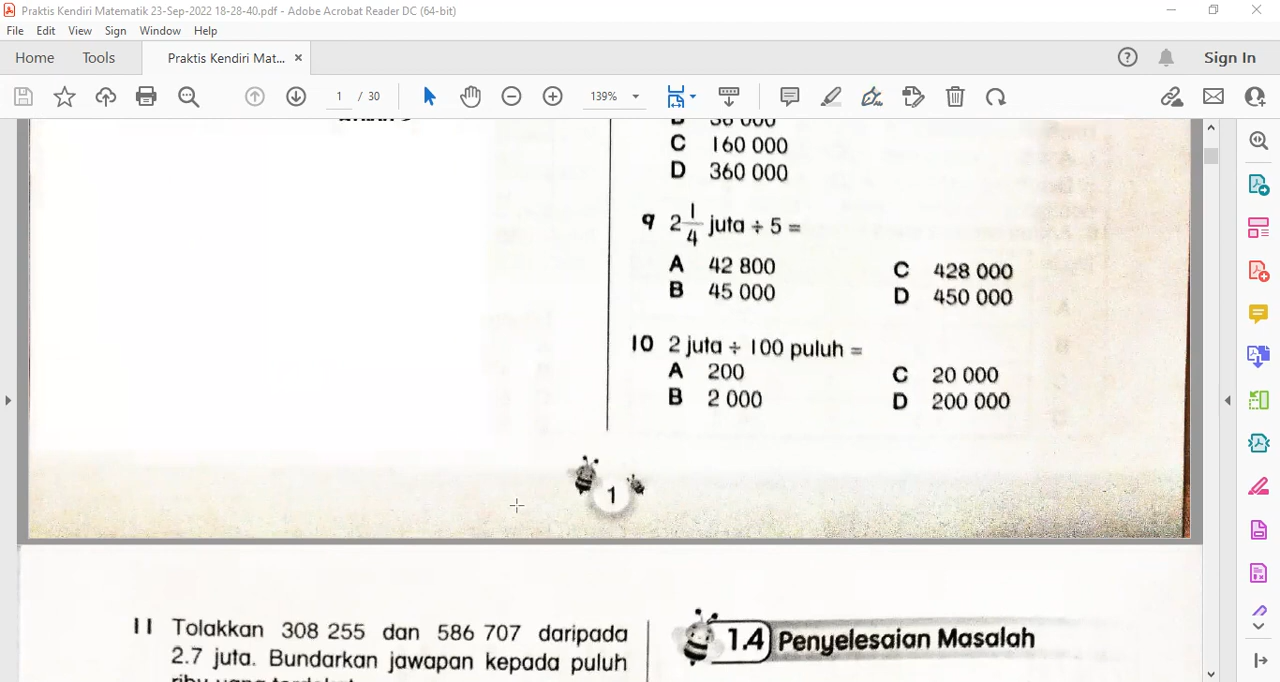 Praktis Kendiri Matematik 23-Sep-2022 18-28-40.pdf - Adobe Acrobat Reader DC (64-bit)
File Edit View Sign Window Help
Home Tools Praktis Kendiri Mat... × Sign In
1 / 30 139%
C 160 000
D 360 000
9 2 1/4 juta ÷ 5 =
A 42 800 C 428 000
B 45 000 D 450 000
10 2 juta ÷ 100 puluh =
A 200 C 20 000
B 2 000 D 200 000
1
11 Tolakkan 308 255 dan 586 707 daripada
2.7 juta. Bundarkan jawapan kepada puluh
1.4 Penyelesaian Masalah